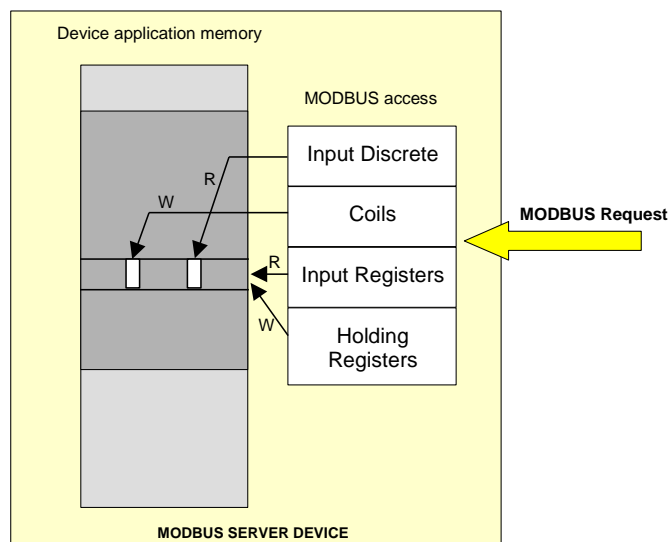 Device application memory
MODBUS access
Input Discrete
R
Coils
W
MODBUS Request
R
Input Registers
W
Holding
Registers
MODBUS SERVER DEVICE